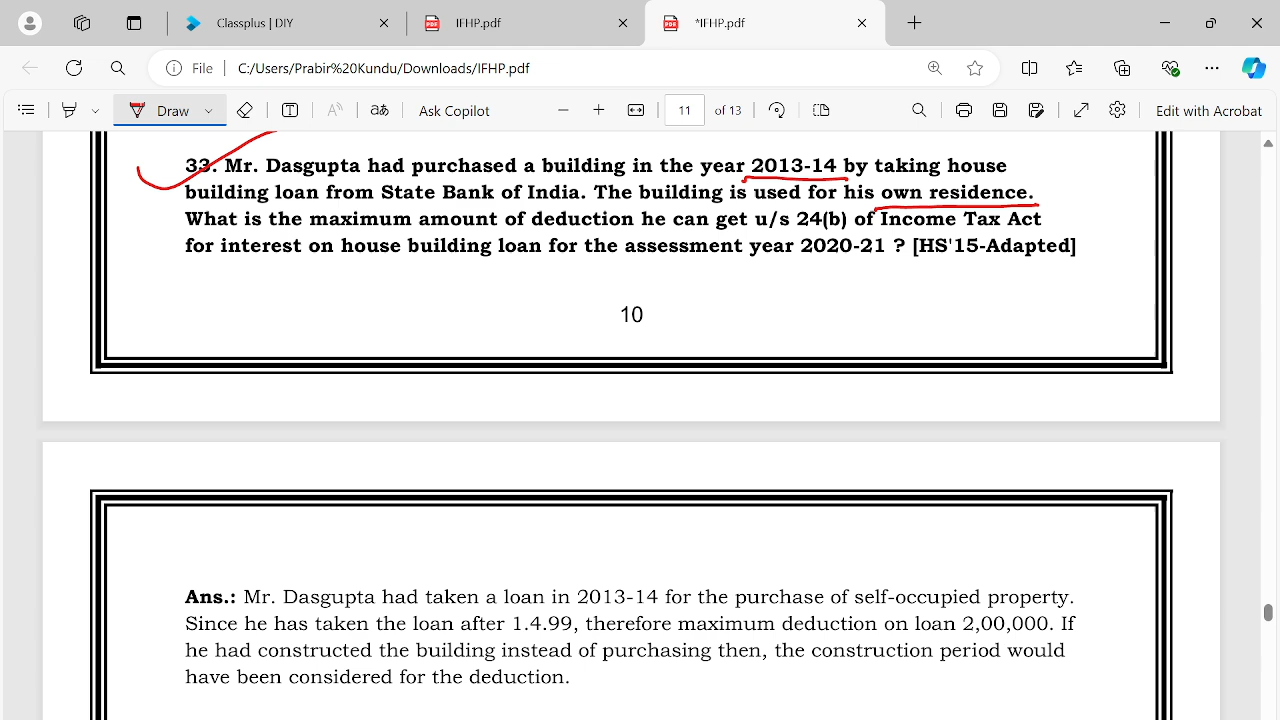 Classplus | DIY
IFHP.pdf
*IFHP.pdf
File
C:/Users/Prabir%20Kundu/Downloads/IFHP.pdf
Draw
Ask Copilot
11
of 13
Edit with Acrobat
33. Mr. Dasgupta had purchased a building in the year 2013-14 by taking house
building loan from State Bank of India. The building is used for his own residence.
What is the maximum amount of deduction he can get u/s 24(b) of Income Tax Act
for interest on house building loan for the assessment year 2020-21 ? [HS'15-Adapted]
10
Ans.: Mr. Dasgupta had taken a loan in 2013-14 for the purchase of self-occupied property.
Since he has taken the loan after 1.4.99, therefore maximum deduction on loan 2,00,000. If
he had constructed the building instead of purchasing then, the construction period would
have been considered for the deduction.